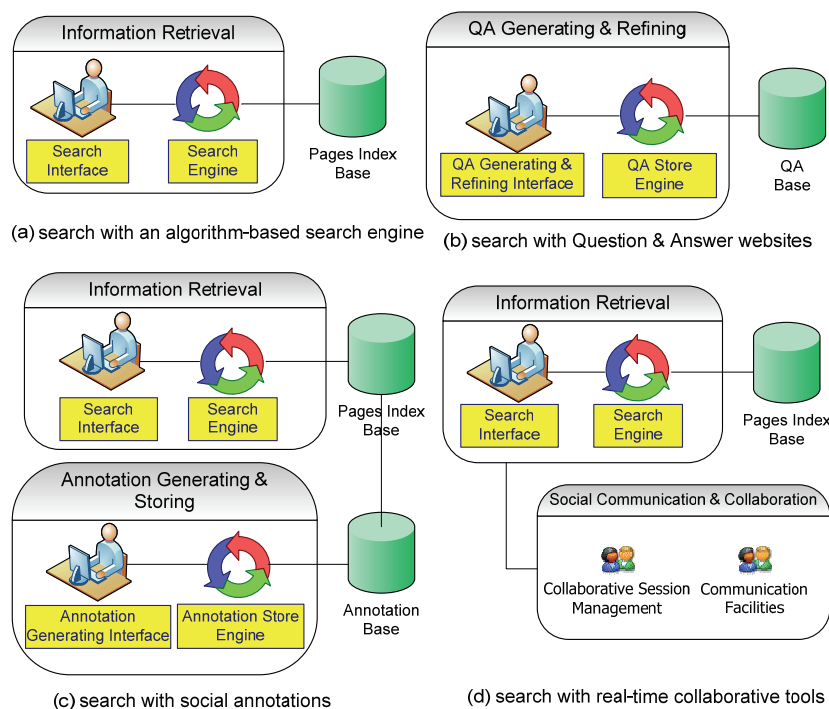 Information Retrieval
Search
Interface
Search
Engine
Pages Index
Base
(a) search with an algorithm-based search engine
QA Generating & Refining
QA Generating &
Refining Interface
QA Store
Engine
QA
Base
(b) search with Question & Answer websites
Information Retrieval
Search
Interface
Search
Engine
Pages Index
Base
Annotation Generating &
Storing
Annotation
Generating Interface
Annotation Store
Engine
Annotation
Base
(c) search with social annotations
Information Retrieval
Search
Interface
Search
Engine
Pages Index
Base
Social Communication & Collaboration
Collaborative Session
Management
Communication
Facilities
(d) search with real-time collaborative tools